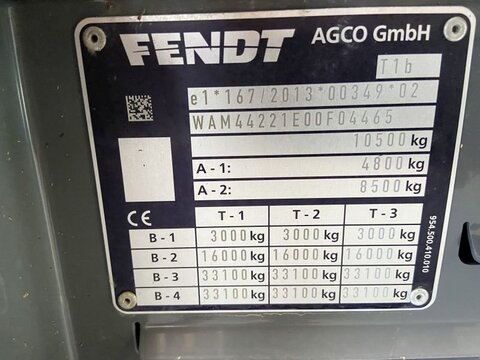 FENDT AGCO GmbH
T1b
e1*167/2013*00349*02
WAM44221E00F04465
10500 kg
A - 1: 4800 kg
A - 2: 8500 kg
CE T - 1 T - 2 T - 3
B - 1 3000 kg 3000 kg 3000 kg
B - 2 16000 kg 16000 kg 16000 kg
B - 3 33100 kg 33100 kg 33100 kg
B - 4 33100 kg 33100 kg 33100 kg
954.500.410.010